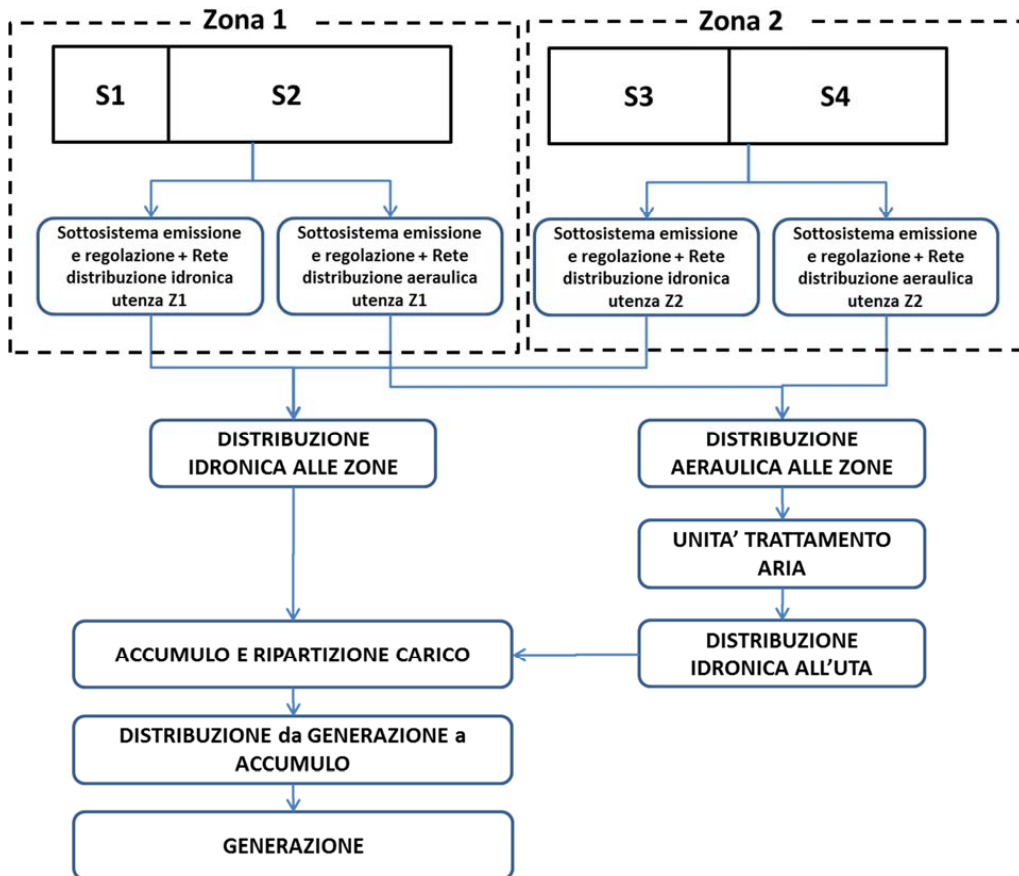 Zona 1
Zona 2
S1
S2
S3
S4
Sottosistema emissione
e regolazione + Rete
distribuzione idronica
utenza Z1
Sottosistema emissione
e regolazione + Rete
distribuzione aeraulica
utenza Z1
Sottosistema emissione
e regolazione + Rete
distribuzione idronica
utenza Z2
Sottosistema emissione
e regolazione + Rete
distribuzione aeraulica
utenza Z2
DISTRIBUZIONE
IDRONICA ALLE ZONE
DISTRIBUZIONE
AERAULICA ALLE ZONE
UNITA’ TRATTAMENTO
ARIA
ACCUMULO E RIPARTIZIONE CARICO
DISTRIBUZIONE
IDRONICA ALL’UTA
DISTRIBUZIONE da GENERAZIONE a
ACCUMULO
GENERAZIONE